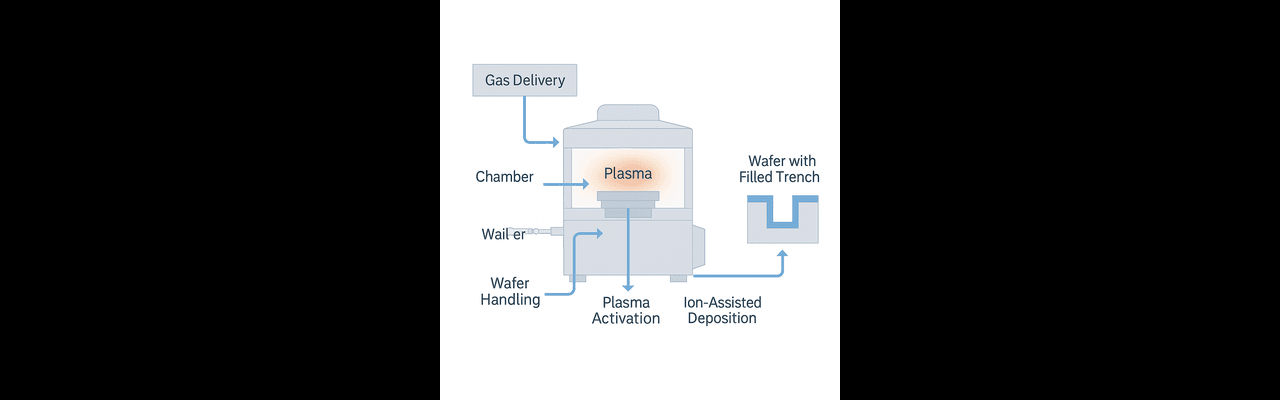 Gas Delivery
Plasma
Chamber
Wafer with
Filled Trench
Wail er
Wafer
Handling
Plasma
Activation
Ion-Assisted
Deposition